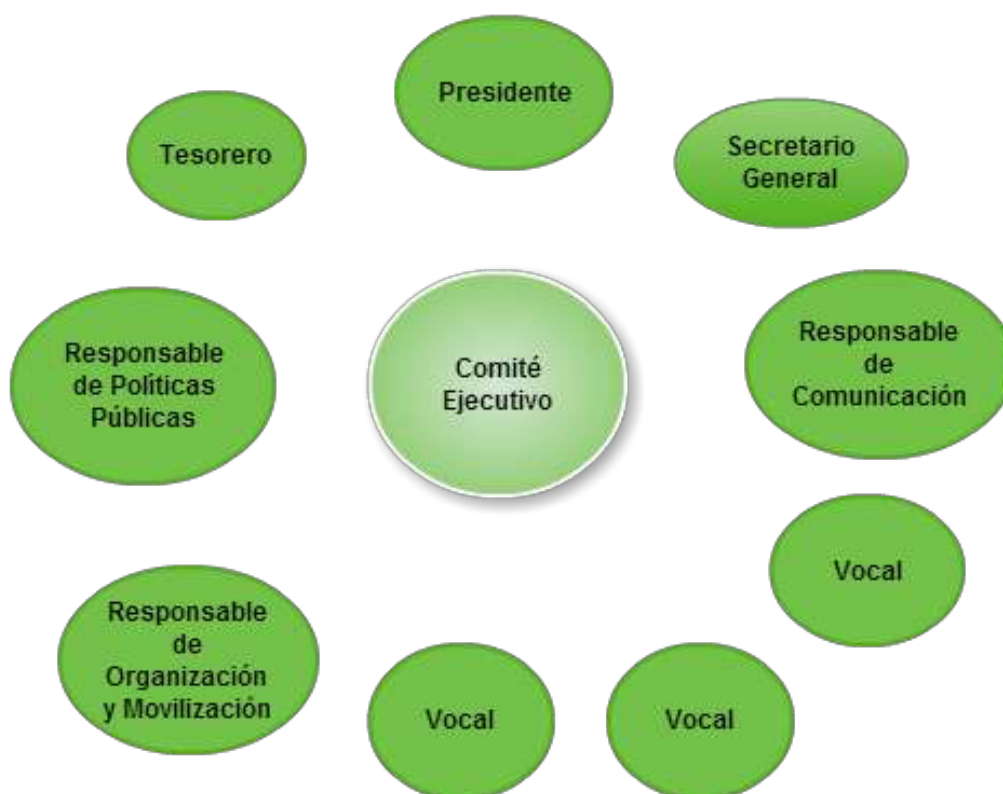 Presidente
Tesorero
Secretario
General
Responsable
de Políticas
Públicas
Comité
Ejecutivo
Responsable
de
Comunicación
Vocal
Responsable
de
Organización
y Movilización
Vocal
Vocal